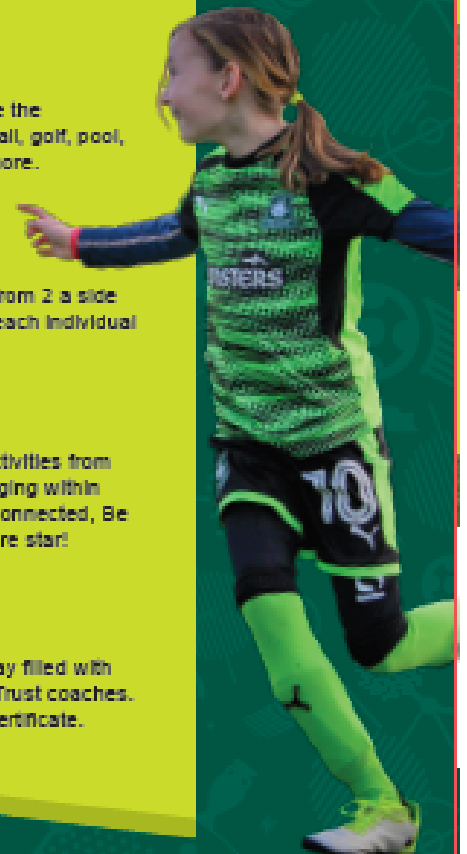 e the
all, golf, pool,
ore.
from 2 a side
each individual
tivities from
ging within
onnected, Be
re star!
ay filled with
Trust coaches.
ertificate.
STERS
10